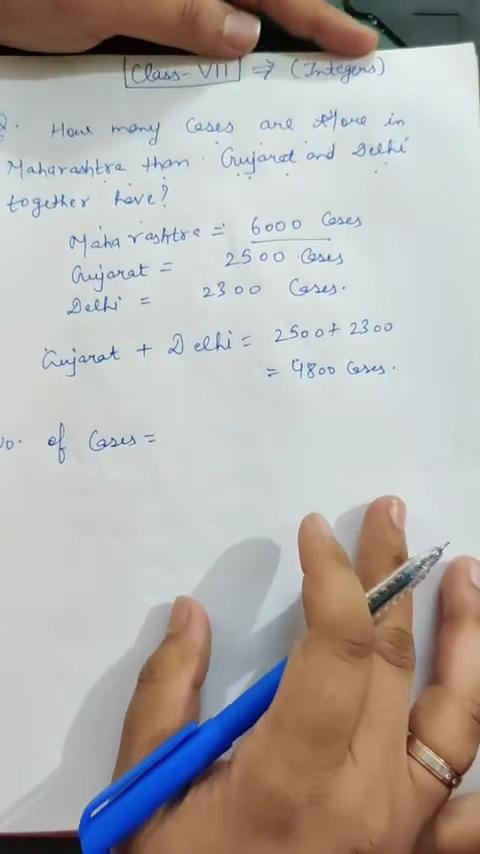 Class-VII ⇒ (Integers)
Q. How many Cases are More in
Maharashtra than Gujarat and Delhi
together have?
Maharashtra = 6000 Cases
Gujarat = 2500 Cases
Delhi = 2300 Cases.
Gujarat + Delhi = 2500+ 2300
= 4800 Cases.
No. of Cases =